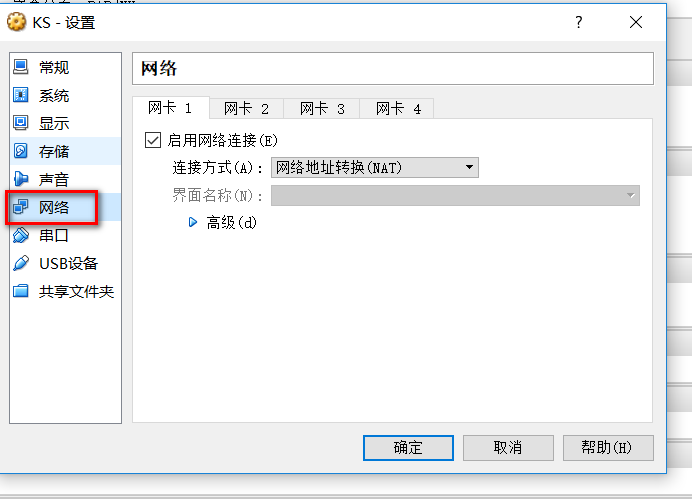 KS - 设置
?
常规
系统
显示
存储
声音
网络
串口
USB设备
共享文件夹
网络
网卡 1 网卡 2 网卡 3 网卡 4
启用网络连接(E)
连接方式(A): 网络地址转换(NAT)
界面名称(N):
高级(d)
确定 取消 帮助(H)